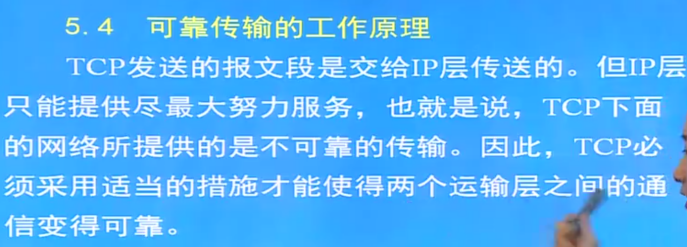 5.4 可靠传输的工作原理
TCP发送的报文段是交给IP层传送的。但IP层
只能提供尽最大努力服务，也就是说，TCP下面
的网络所提供的是不可靠的传输。因此，TCP必
须采用适当的措施才能使得两个运输层之间的通
信变得可靠。